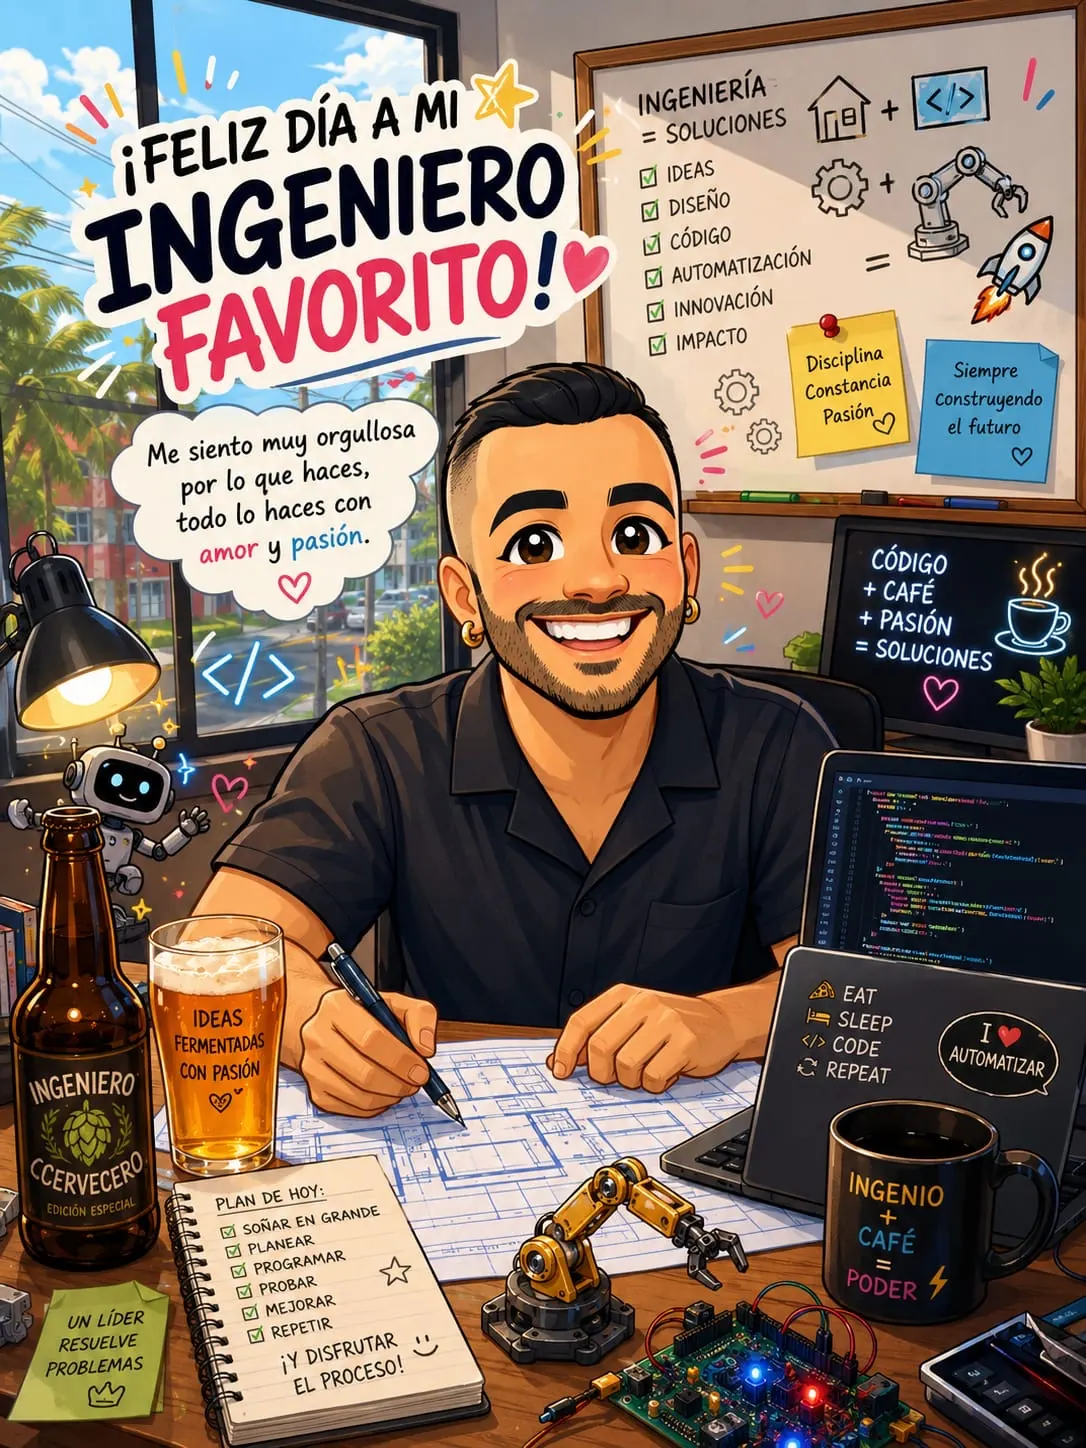 ¡FELIZ DÍA A MI
INGENIERO
FAVORITO!
Me siento muy orgullosa
por lo que haces,
todo lo haces con
amor y pasión.
</>
INGENIERÍA
= SOLUCIONES
IDEAS
DISEÑO
CÓDIGO
AUTOMATIZACIÓN
INNOVACIÓN
IMPACTO
+ </>
+
=
Disciplina
Constancia
Pasión
Siempre
construyendo
el futuro
CÓDIGO
+ CAFÉ
+ PASIÓN
= SOLUCIONES
EAT
SLEEP
</> CODE
REPEAT
I ❤
AUTOMATIZAR
INGENIO
+
CAFÉ
=
PODER
INGENIERO
CCERVECERO
EDICIÓN ESPECIAL
IDEAS
FERMENTADAS
CON PASIÓN
PLAN DE HOY:
SOÑAR EN GRANDE
PLANEAR
PROGRAMAR
PROBAR
MEJORAR
REPETIR
¡Y DISFRUTAR
EL PROCESO!
UN LÍDER
RESUELVE
PROBLEMAS